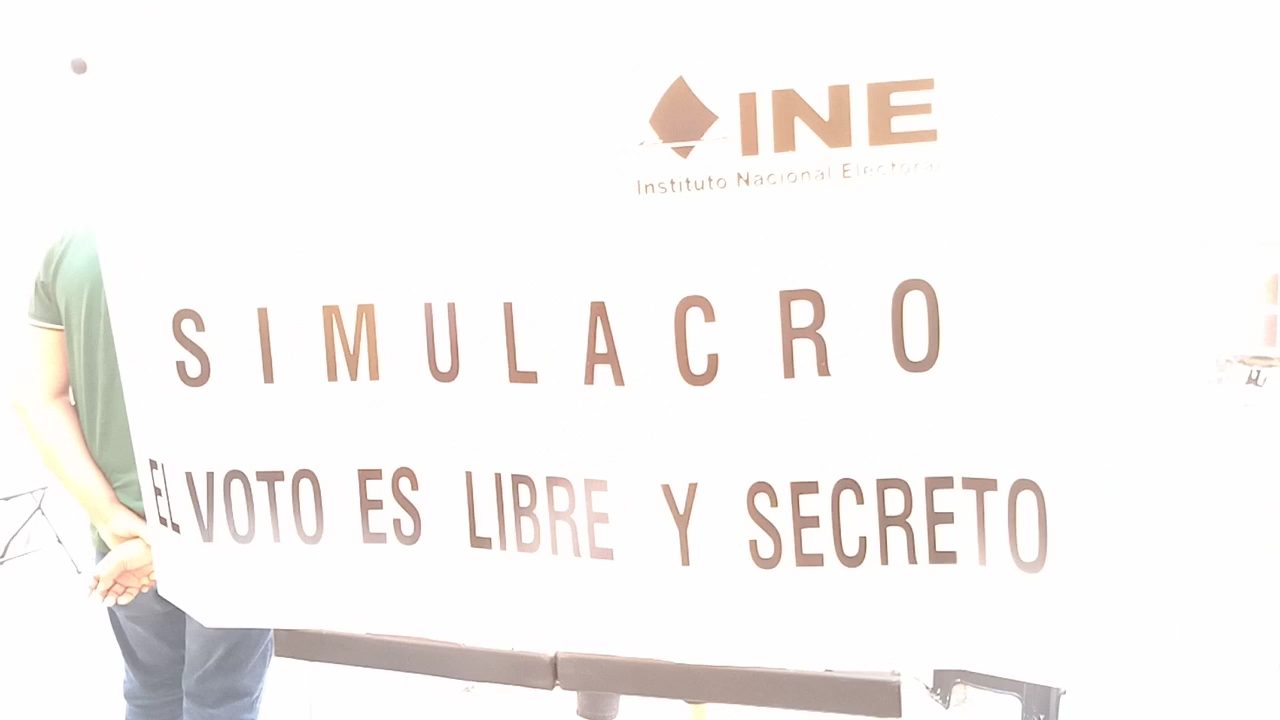 INE
Instituto Nacional Electoral
SIMULACRO
EL VOTO ES LIBRE Y SECRETO